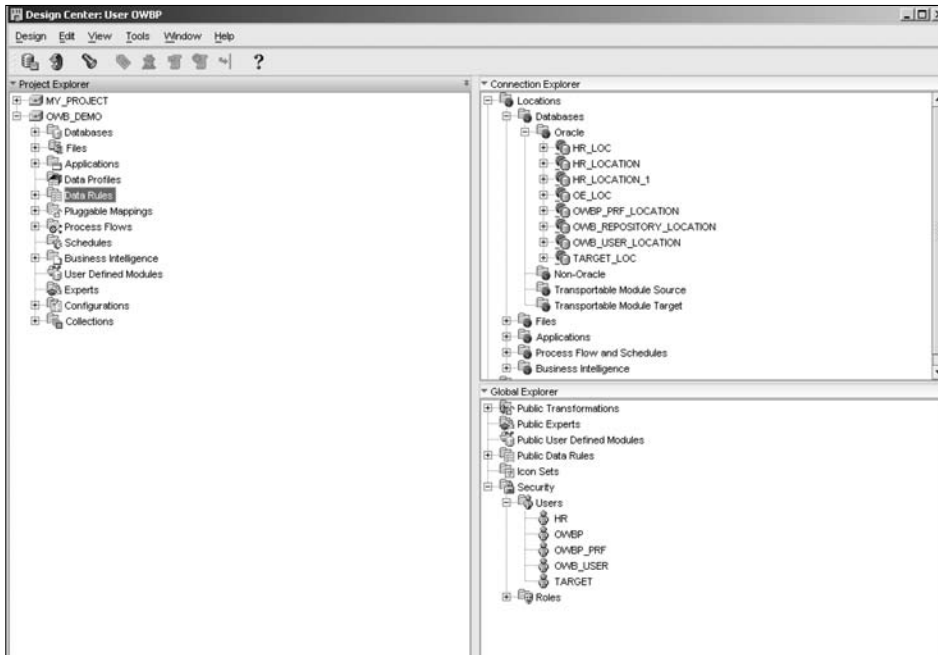 Design Center: User OWBP
Design Edit View Tools Window Help
?
Project Explorer
MY_PROJECT
OWB_DEMO
Databases
Files
Applications
Data Profiles
Data Rules
Pluggable Mappings
Process Flows
Schedules
Business Intelligence
User Defined Modules
Experts
Configurations
Collections
Connection Explorer
Locations
Databases
Oracle
HR_LOC
HR_LOCATION
HR_LOCATION_1
OE_LOC
OWBP_PRF_LOCATION
OWB_REPOSITORY_LOCATION
OWB_USER_LOCATION
TARGET_LOC
Non-Oracle
Transportable Module Source
Transportable Module Target
Files
Applications
Process Flow and Schedules
Business Intelligence
Global Explorer
Public Transformations
Public Experts
Public User Defined Modules
Public Data Rules
Icon Sets
Security
Users
HR
OWBP
OWBP_PRF
OWB_USER
TARGET
Roles